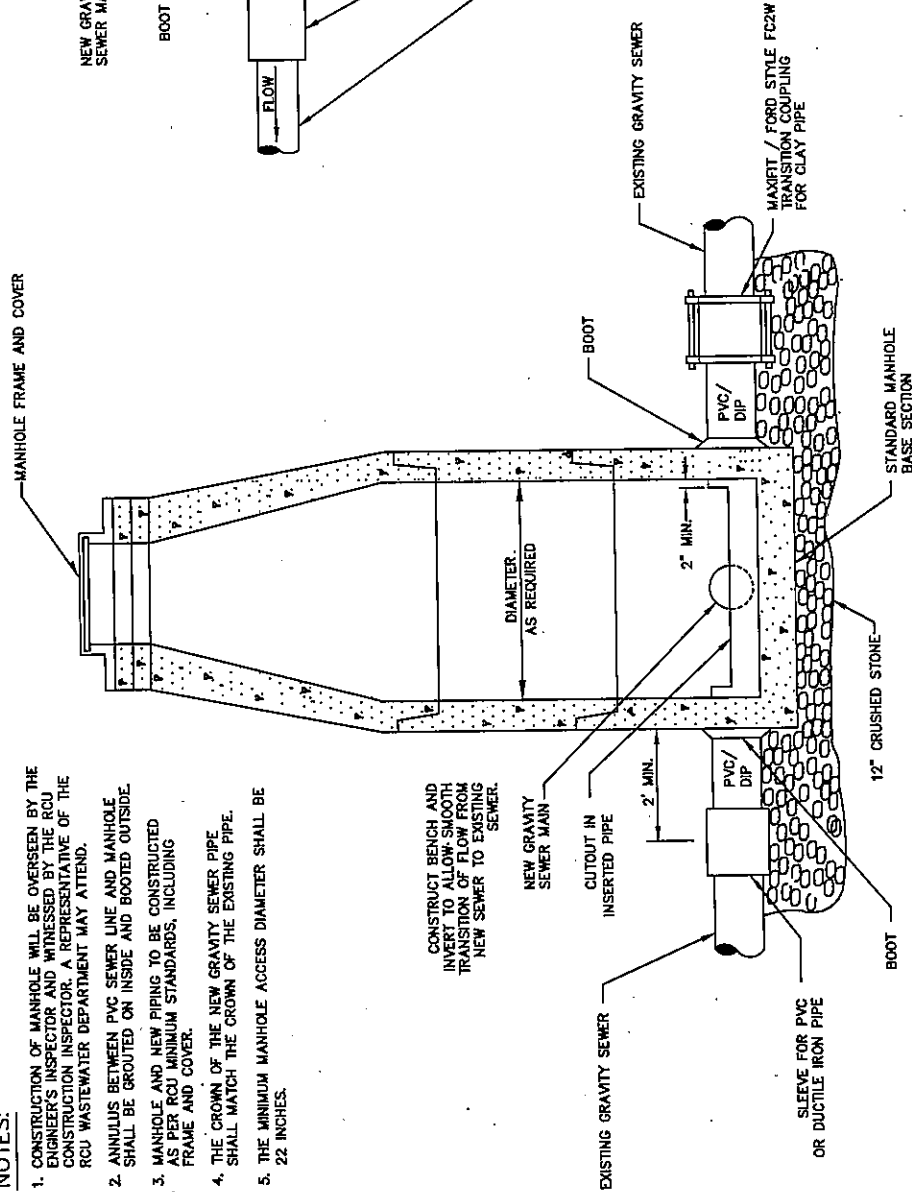 NOTES:
1. CONSTRUCTION OF MANHOLE WILL BE OVERSEEN BY THE
ENGINEER'S INSPECTOR AND WITNESSED BY THE RCU
CONSTRUCTION INSPECTOR. A REPRESENTATIVE OF THE
RCU WASTEWATER DEPARTMENT MAY ATTEND.
2. ANNULUS BETWEEN PVC SEWER LINE AND MANHOLE
SHALL BE GROUTED ON INSIDE AND BOOTED OUTSIDE.
3. MANHOLE AND NEW PIPING TO BE CONSTRUCTED
AS PER RCU MINIMUM STANDARDS, INCLUDING
FRAME AND COVER.
4. THE CROWN OF THE NEW GRAVITY SEWER PIPE
SHALL MATCH THE CROWN OF THE EXISTING PIPE.
5. THE MINIMUM MANHOLE ACCESS DIAMETER SHALL BE
22 INCHES.
MANHOLE FRAME AND COVER
NEW GRA
SEWER MA
BOOT
FLOW
CONSTRUCT BENCH AND
INVERT TO ALLOW SMOOTH
TRANSITION OF FLOW FROM
NEW SEWER TO EXISTING
SEWER.
NEW GRAVITY
SEWER MAIN
CUTOUT IN
INSERTED PIPE
DIAMETER
AS REQUIRED
2" MIN.
2' MIN.
BOOT
EXISTING GRAVITY SEWER
EXISTING GRAVITY SEWER
PVC/
DIP
PVC/
DIP
MAXIFIT / FORD STYLE FC2W
TRANSITION COUPLING
FOR CLAY PIPE
SLEEVE FOR PVC
OR DUCTILE IRON PIPE
BOOT
12" CRUSHED STONE
STANDARD MANHOLE
BASE SECTION